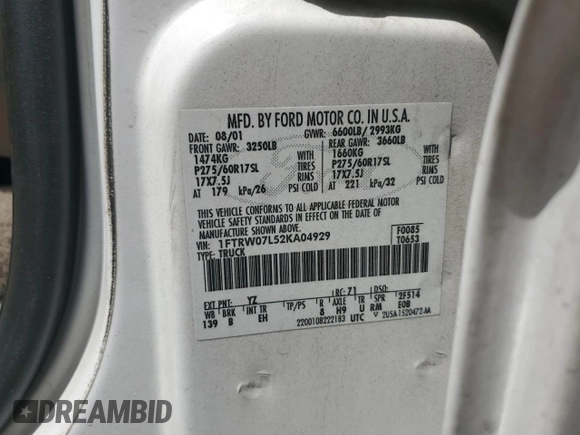 MFD. BY FORD MOTOR CO. IN U.S.A.
DATE: 08/01 GVWR: 6600LB/ 2993KG
FRONT GAWR: 3250LB REAR GAWR: 3660LB
1474KG WITH 1660KG WITH
P275/60R17SL TIRES P275/60R17SL TIRES
17X7.5J RIMS 17X7.5J RIMS
AT 179 kPa/26 PSI COLD AT 221 kPa/32 PSI COLD
THIS VEHICLE CONFORMS TO ALL APPLICABLE FEDERAL MOTOR
VEHICLE SAFETY STANDARDS IN EFFECT ON THE DATE OF
MANUFACTURE SHOWN ABOVE.
VIN: 1FTRW07L52KA04929 F0085
TYPE: TRUCK T0653
EXT PNT: YZ RC: 71 DSO:
WB BRK INT TR TP/PS R AXLE TR SPR 2F514
139 B EH 8 H9 U RM E0B
2200108222183 UTC
DREAMBID